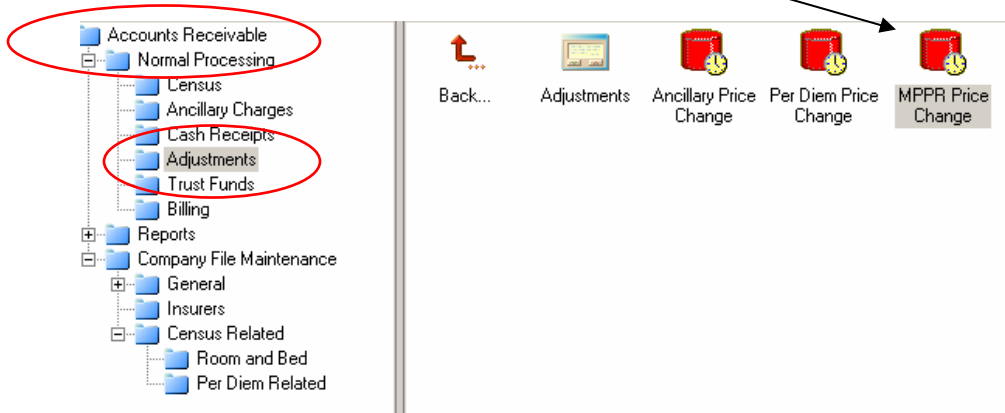 Accounts Receivable
Normal Processing
Census
Ancillary Charges
Cash Receipts
Adjustments
Trust Funds
Billing
Reports
Company File Maintenance
General
Insurers
Census Related
Room and Bed
Per Diem Related
Back...
Adjustments
Ancillary Price
Change
Per Diem Price
Change
MPPR Price
Change